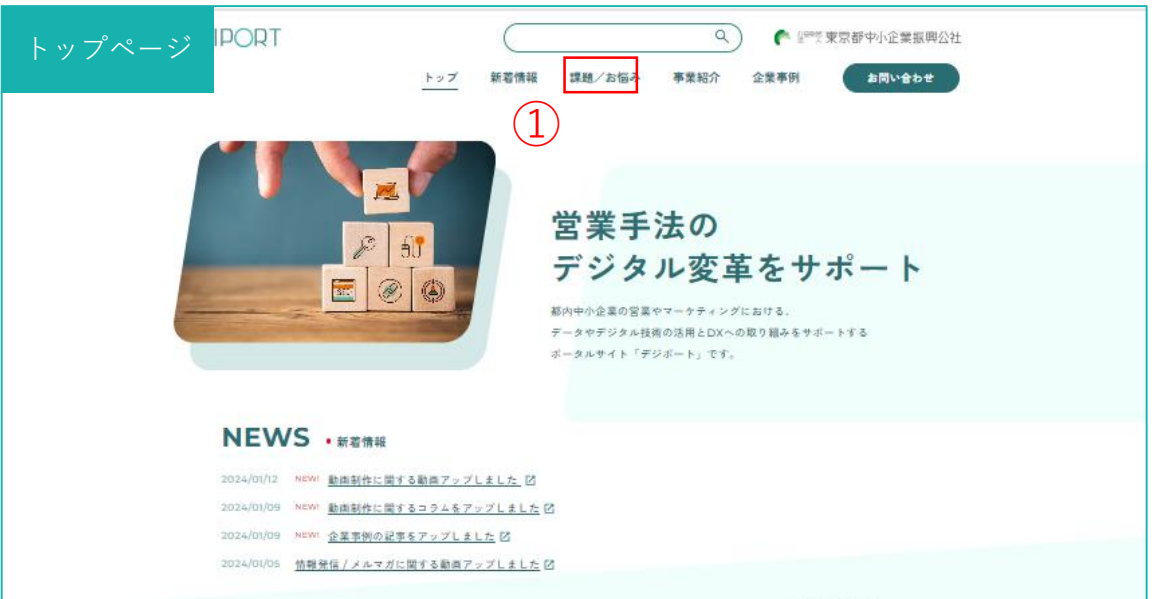 トップページ
IPORT
東京都中小企業振興公社
トップ 新着情報 課題／お悩み 事業紹介 企業事例 お問い合わせ
①
営業手法の
デジタル変革をサポート
都内中小企業の営業やマーケティングにおける、
データやデジタル技術の活用とDXへの取り組みをサポートする
ポータルサイト「デジポート」です。
NEWS ・新着情報
2024/01/12 NEW! 動画制作に関する動画アップしました
2024/01/09 NEW! 動画制作に関するコラムをアップしました
2024/01/09 NEW! 企業事例の記事をアップしました
2024/01/05 情報発信 / メルマガに関する動画アップしました